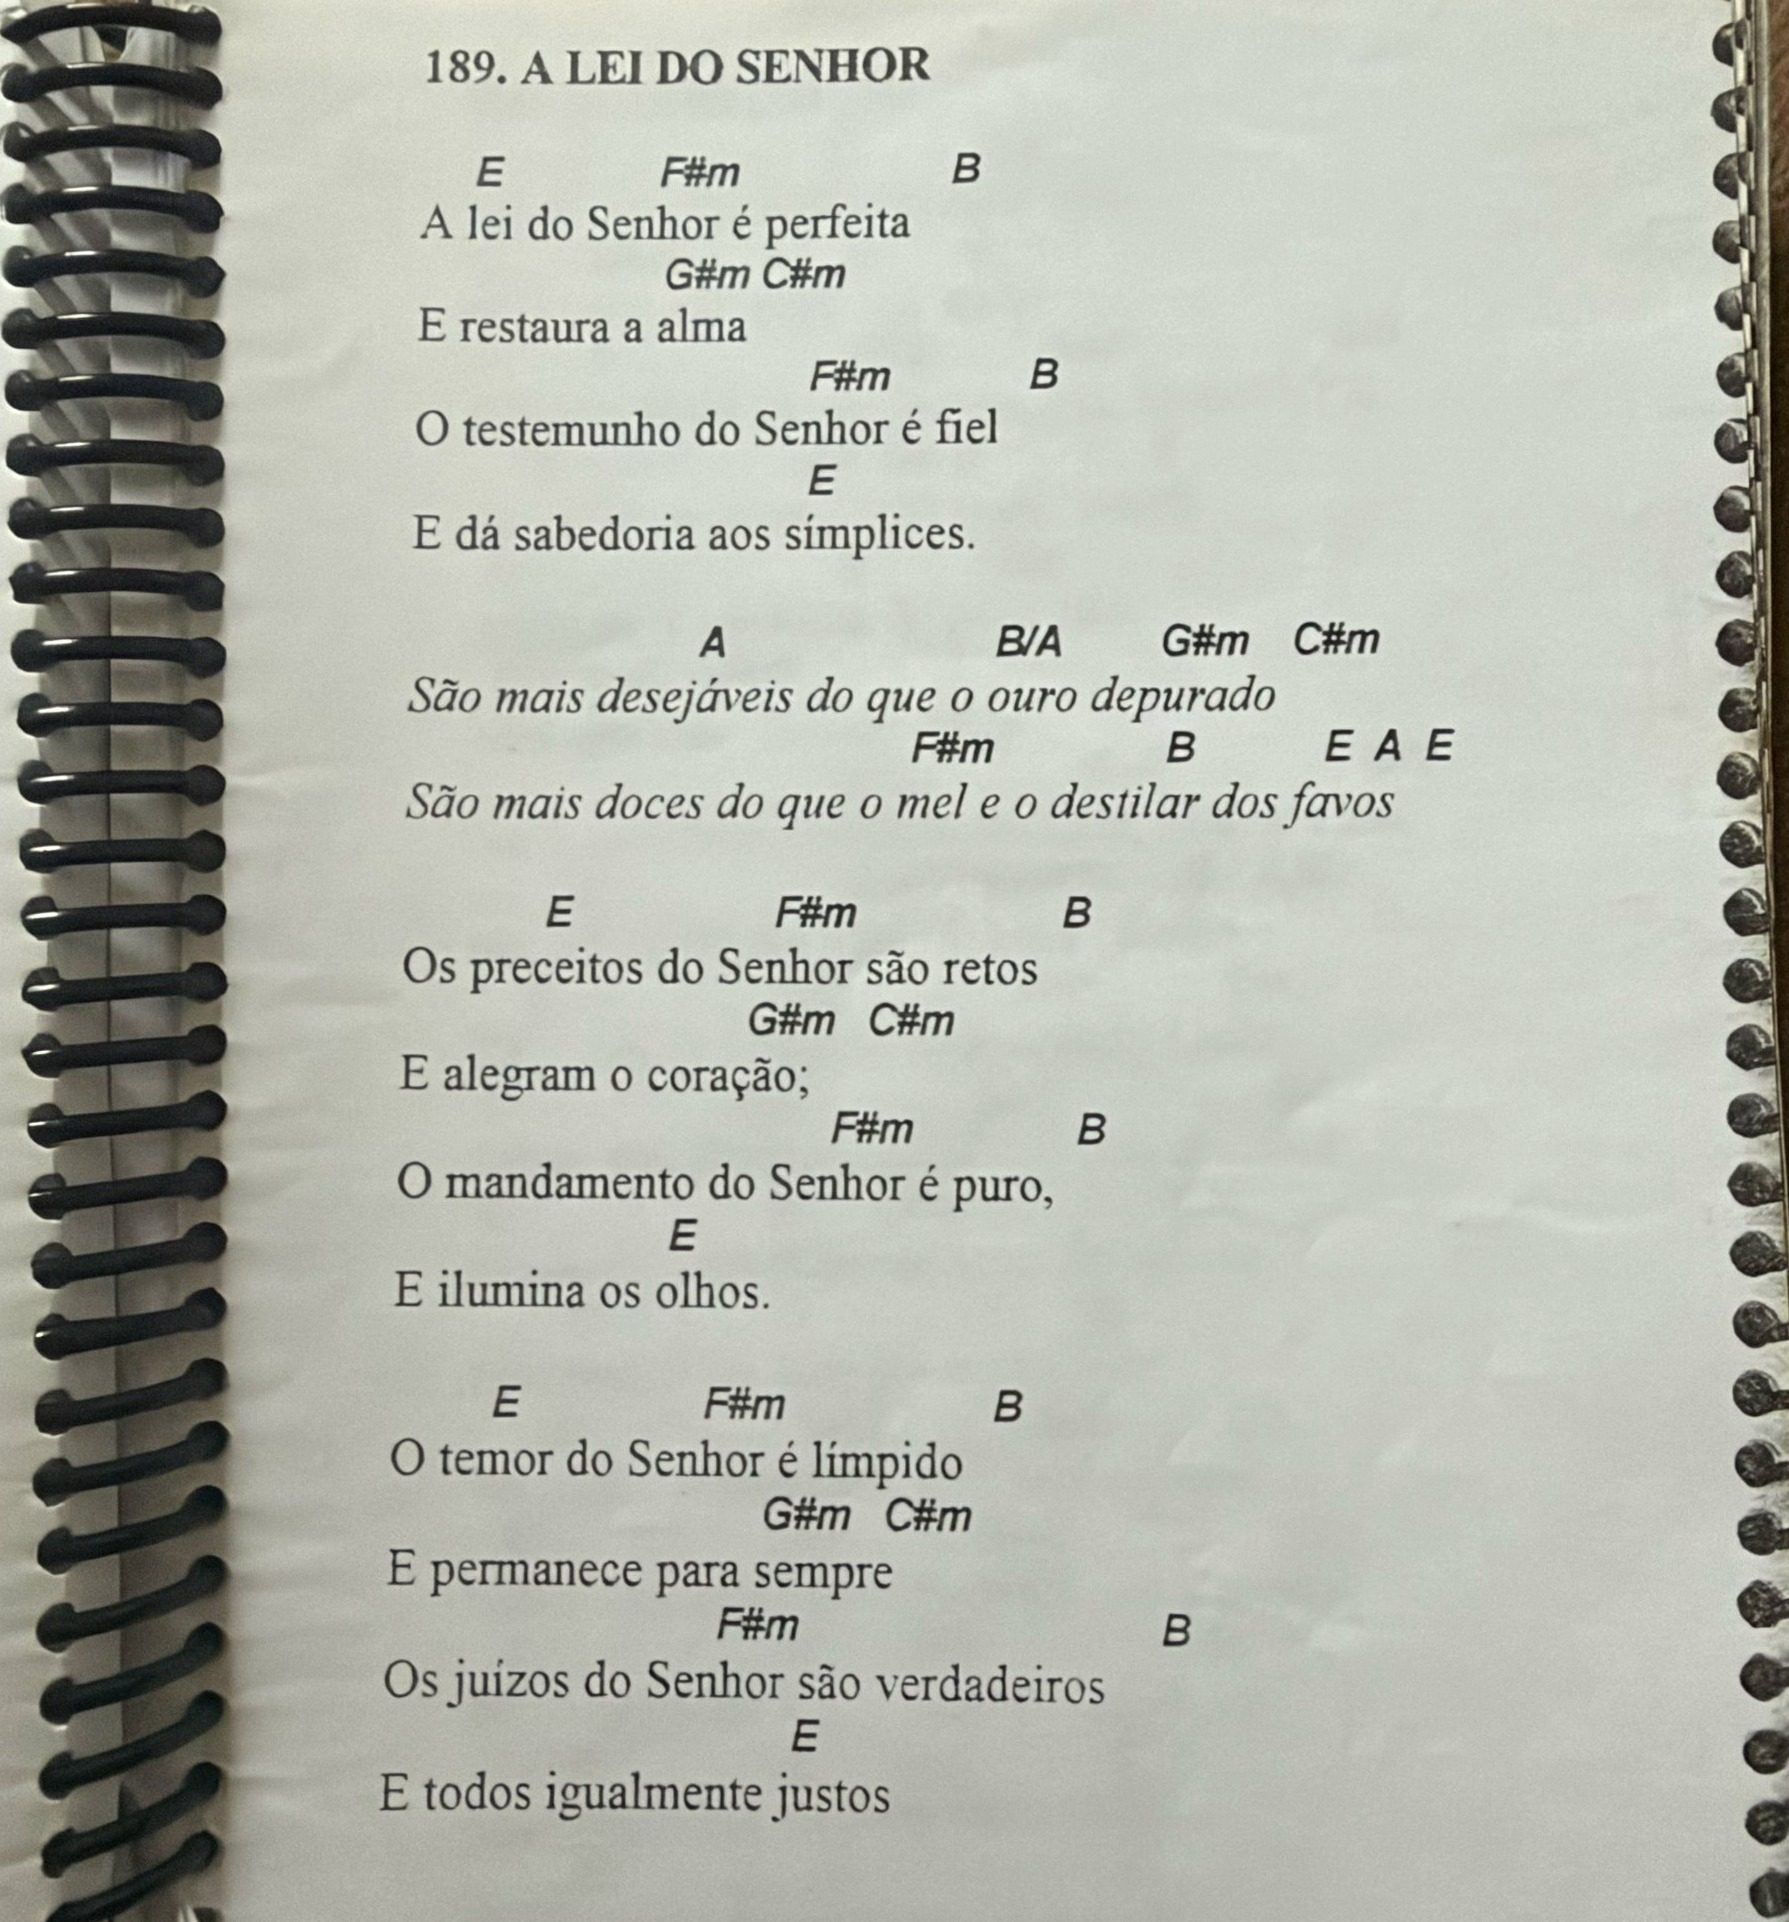 189. A LEI DO SENHOR
E F#m B
A lei do Senhor é perfeita
G#m C#m
E restaura a alma
F#m B
O testemunho do Senhor é fiel
E
E dá sabedoria aos símplices.
A B/A G#m C#m
São mais desejáveis do que o ouro depurado
F#m B E A E
São mais doces do que o mel e o destilar dos favos
E F#m B
Os preceitos do Senhor são retos
G#m C#m
E alegram o coração;
F#m B
O mandamento do Senhor é puro,
E
E ilumina os olhos.
E F#m B
O temor do Senhor é límpido
G#m C#m
E permanece para sempre
F#m B
Os juízos do Senhor são verdadeiros
E
E todos igualmente justos